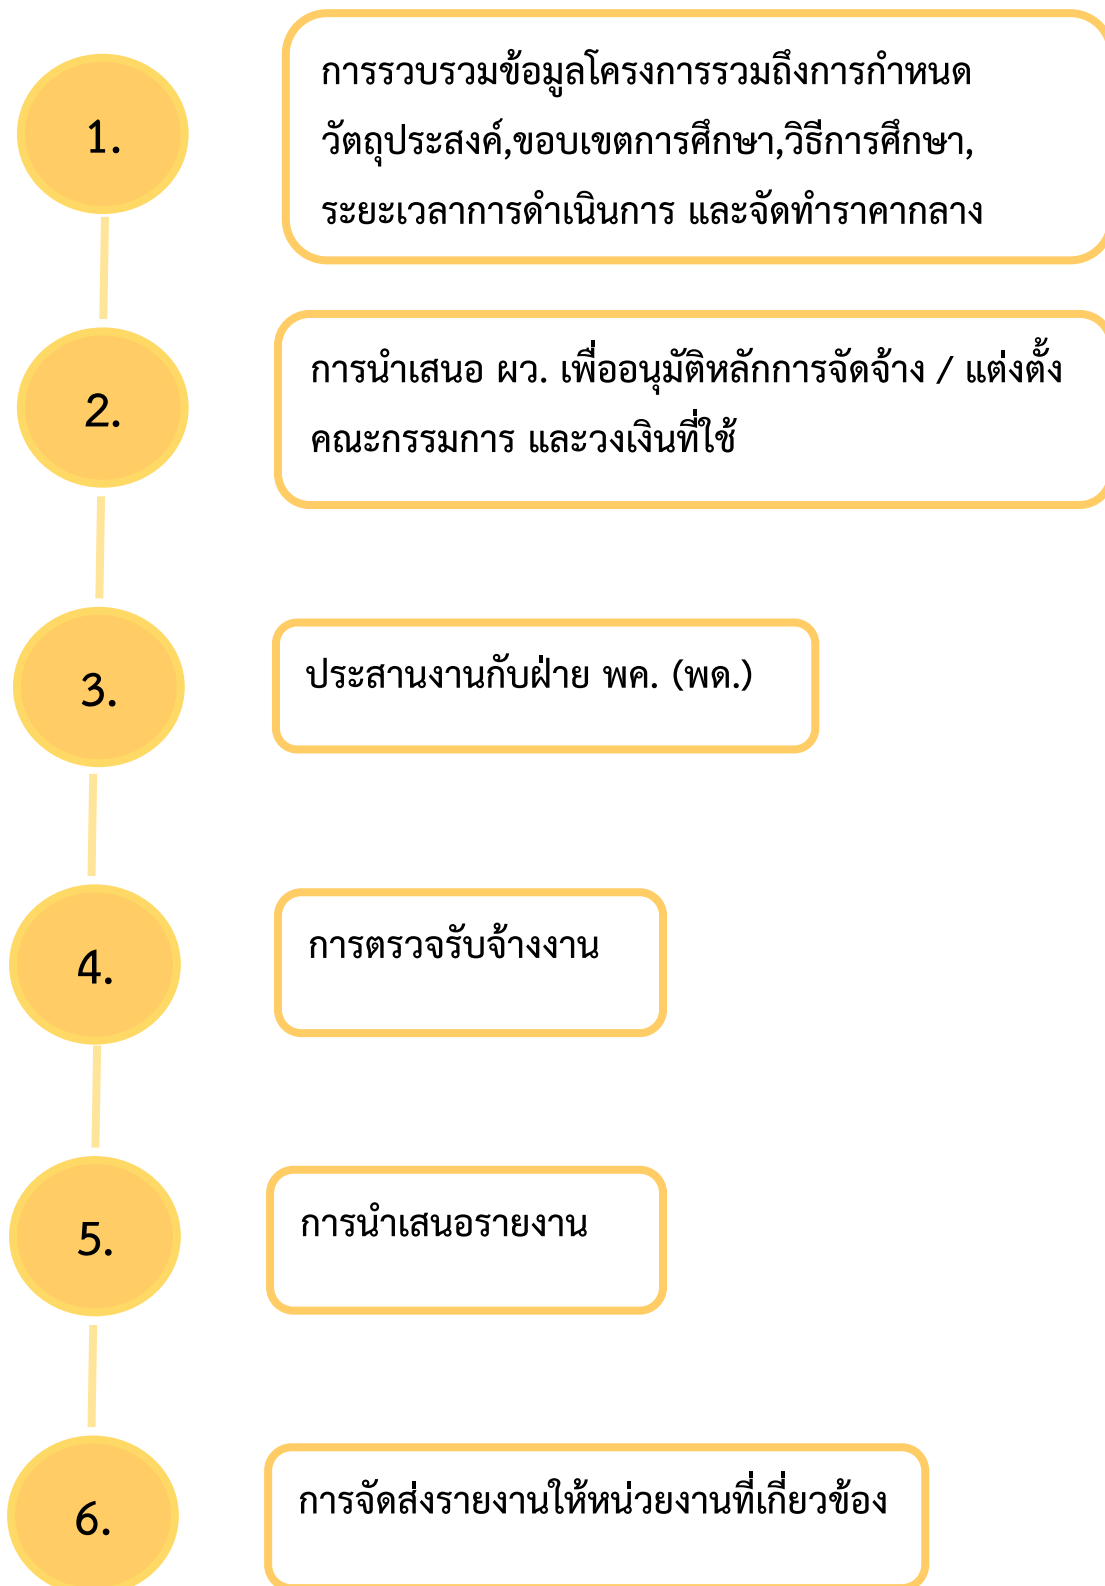 1.
การรวบรวมข้อมูลโครงการรวมถึงการกำหนด
วัตถุประสงค์,ขอบเขตการศึกษา,วิธีการศึกษา,
ระยะเวลาการดำเนินการ และจัดทำราคากลาง
2.
การนำเสนอ ผว. เพื่ออนุมัติหลักการจัดจ้าง / แต่งตั้ง
คณะกรรมการ และวงเงินที่ใช้
3.
ประสานงานกับฝ่าย พค. (พด.)
4.
การตรวจรับจ้างงาน
5.
การนำเสนอรายงาน
6.
การจัดส่งรายงานให้หน่วยงานที่เกี่ยวข้อง